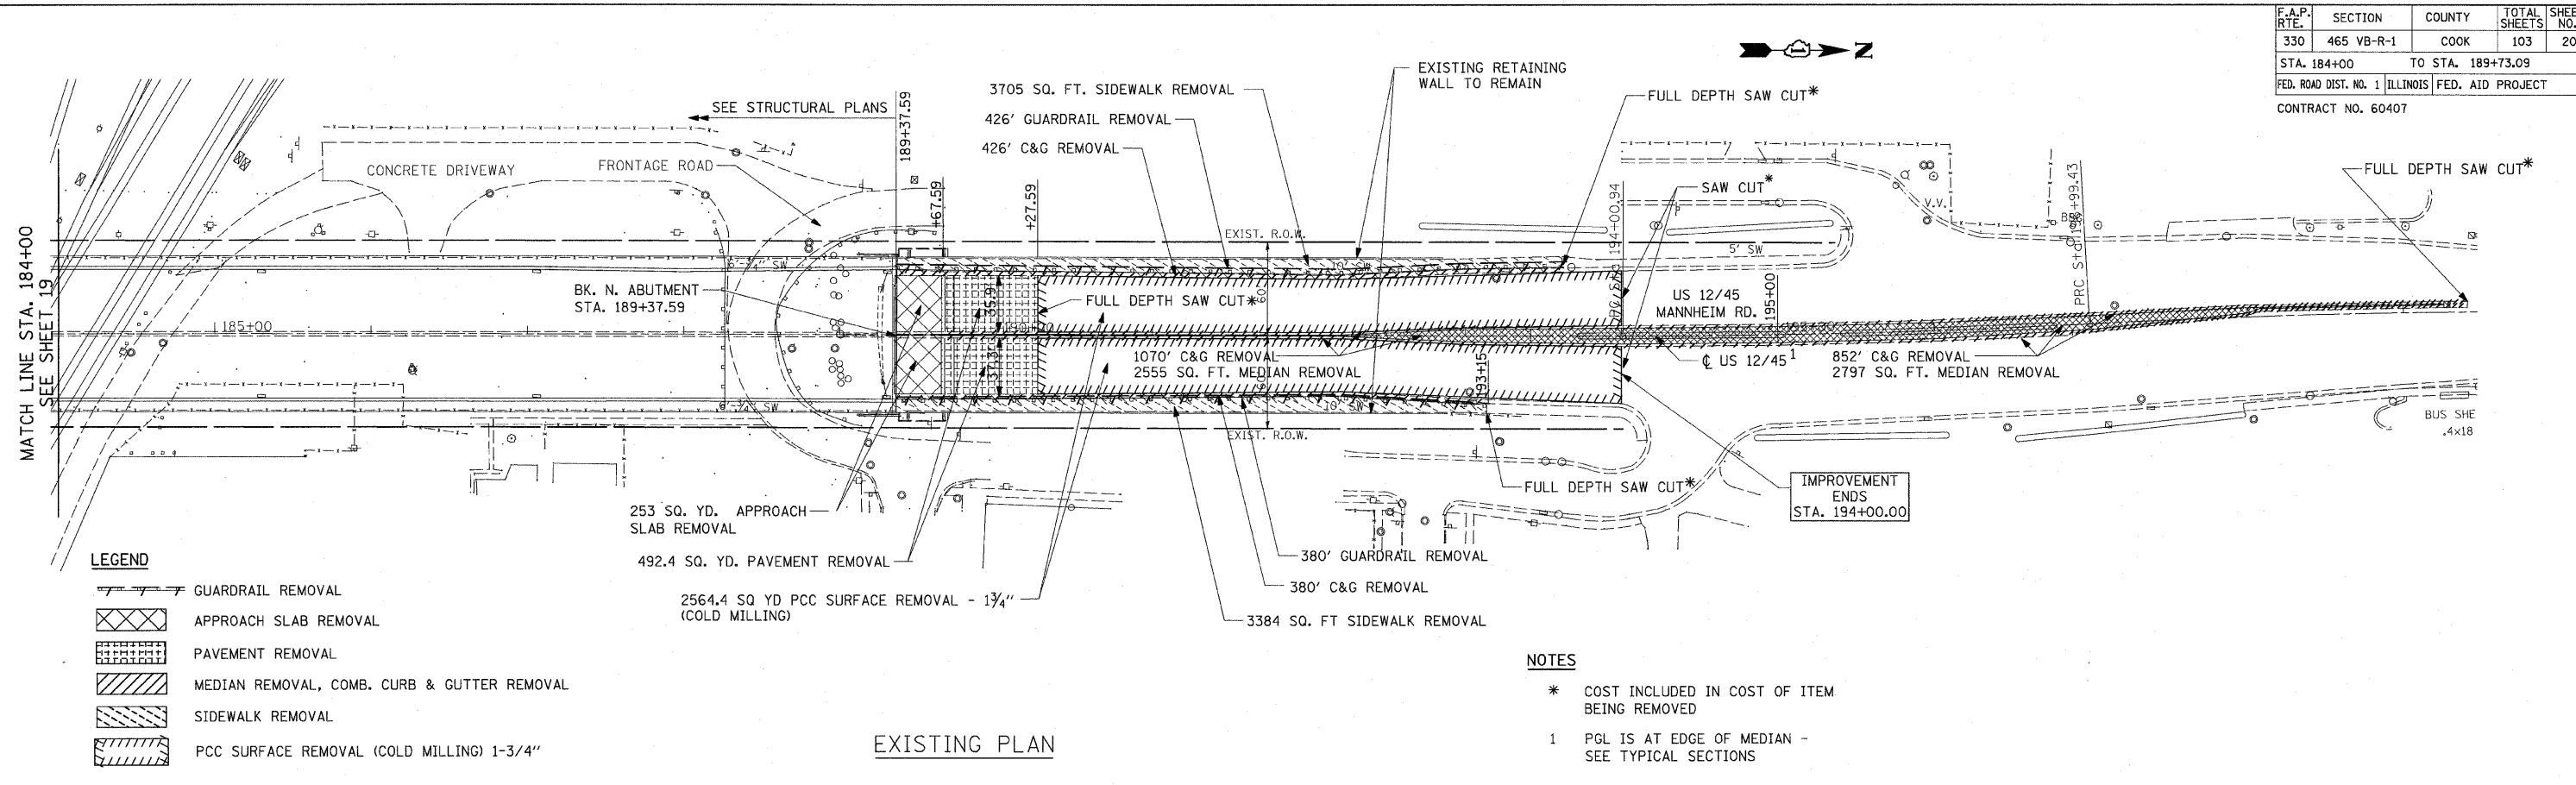 F.A.P. RTE. SECTION COUNTY TOTAL SHEETS SHEE NO.
330 465 VB-R-1 COOK 103 20
STA. 184+00 TO STA. 189+73.09
FED. ROAD DIST. NO. 1 ILLINOIS FED. AID PROJECT
CONTRACT NO. 60407
N
MATCH LINE STA. 184+00
SEE SHEET 19
SEE STRUCTURAL PLANS
189+37.59
+67.59
+27.59
3705 SQ. FT. SIDEWALK REMOVAL
426' GUARDRAIL REMOVAL
426' C&G REMOVAL
EXISTING RETAINING
WALL TO REMAIN
FULL DEPTH SAW CUT*
SAW CUT*
FULL DEPTH SAW CUT*
CONCRETE DRIVEWAY
FRONTAGE ROAD
EXIST. R.O.W.
V.V.
5' SW
10' SW
BK. N. ABUTMENT
STA. 189+37.59
185+00
35.9'
FULL DEPTH SAW CUT*
US 12/45
MANNHEIM RD.
195+00
1070' C&G REMOVAL
2555 SQ. FT. MEDIAN REMOVAL
193+15
℄ US 12/45 1
852' C&G REMOVAL
2797 SQ. FT. MEDIAN REMOVAL
10' SW
EXIST. R.O.W.
BUS SHE
.4x18
FULL DEPTH SAW CUT*
IMPROVEMENT
ENDS
STA. 194+00.00
253 SQ. YD. APPROACH
SLAB REMOVAL
492.4 SQ. YD. PAVEMENT REMOVAL
2564.4 SQ YD PCC SURFACE REMOVAL - 1¾"
(COLD MILLING)
380' GUARDRAIL REMOVAL
380' C&G REMOVAL
3384 SQ. FT SIDEWALK REMOVAL
LEGEND
GUARDRAIL REMOVAL
APPROACH SLAB REMOVAL
PAVEMENT REMOVAL
MEDIAN REMOVAL, COMB. CURB & GUTTER REMOVAL
SIDEWALK REMOVAL
PCC SURFACE REMOVAL (COLD MILLING) 1-3/4"
EXISTING PLAN
NOTES
* COST INCLUDED IN COST OF ITEM
BEING REMOVED
1 PGL IS AT EDGE OF MEDIAN -
SEE TYPICAL SECTIONS